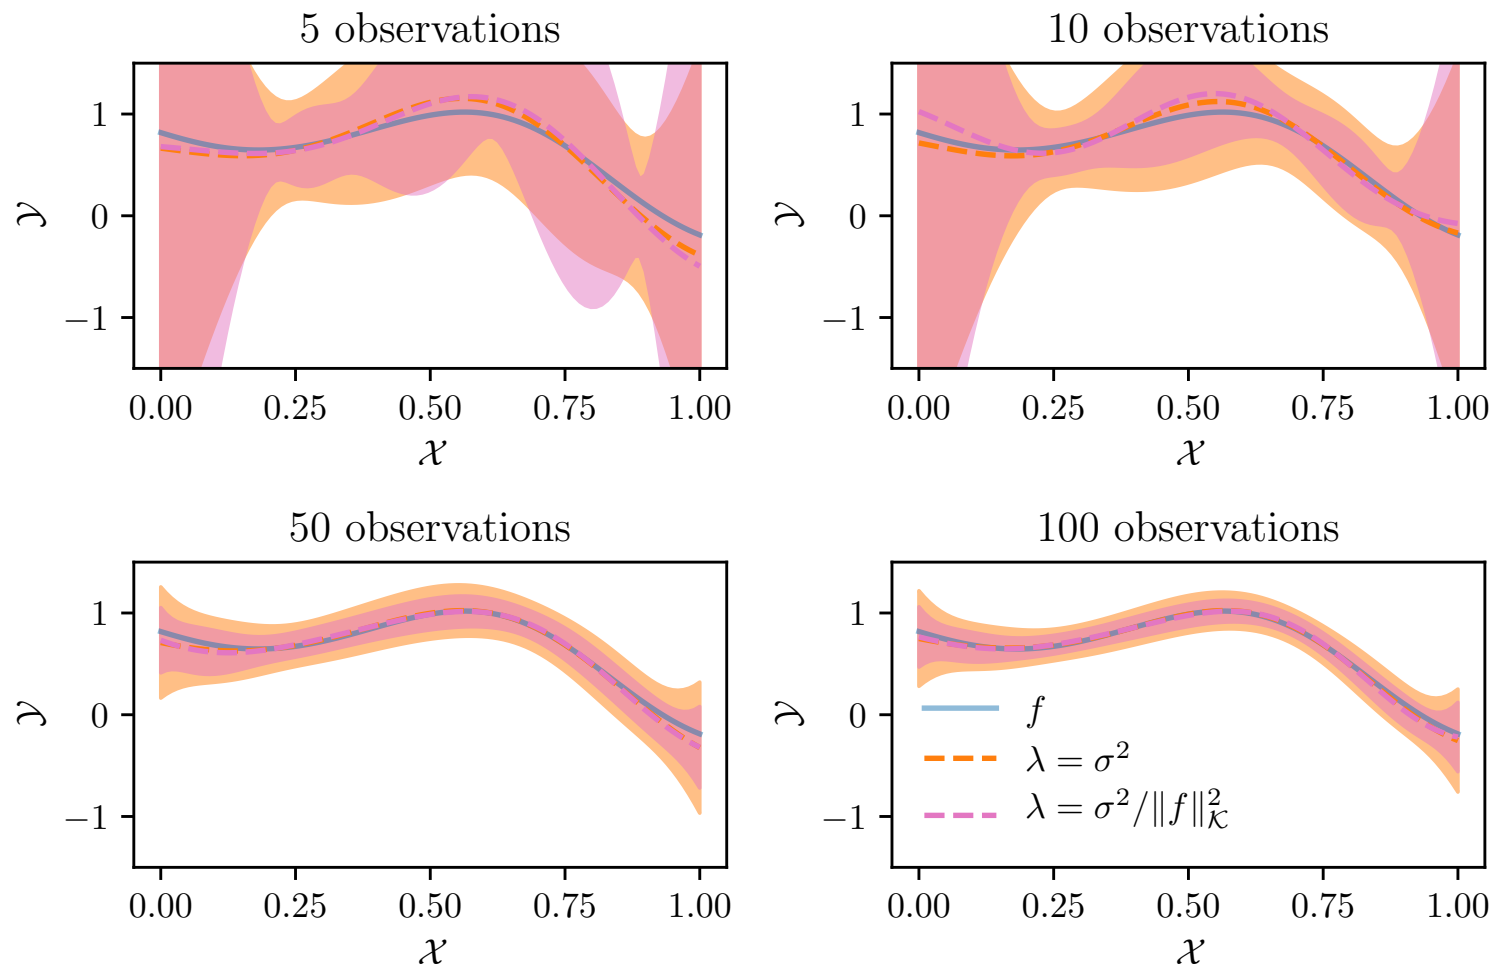 5 observations
1
0
−1
𝒴
0.00 0.25 0.50 0.75 1.00
𝒳
10 observations
1
0
−1
𝒴
0.00 0.25 0.50 0.75 1.00
𝒳
50 observations
1
0
−1
𝒴
0.00 0.25 0.50 0.75 1.00
𝒳
100 observations
1
0
−1
𝒴
f
λ = σ²
λ = σ²/‖f‖²_𝒦
0.00 0.25 0.50 0.75 1.00
𝒳